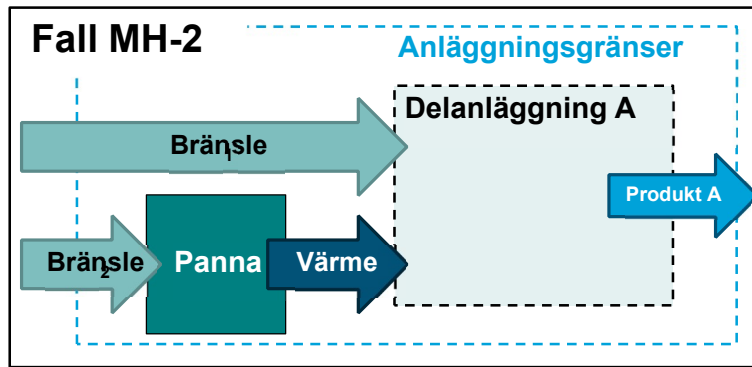 Fall MH-2
Anläggningsgränser
Delanläggning A
Bränsle 1
Produkt A
Bränsle 2
Panna
Värme